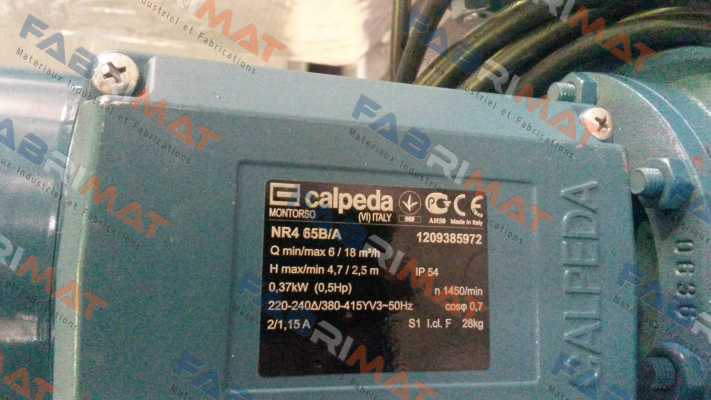 calpeda
MONTORSO (VI) ITALY
Made in Italy
NR4 65B/A 1209385972
Q min/max 6 / 18 m³/h
H max/min 4,7 / 2,5 m IP 54
0,37kW (0,5Hp) n 1450/min
220-240Δ/380-415YV3~50Hz cosφ 0,7
2/1,15 A S1 I.cl. F 28kg
CALPEDA
FABRIMAT
Materiaux Industriel et Fabrications